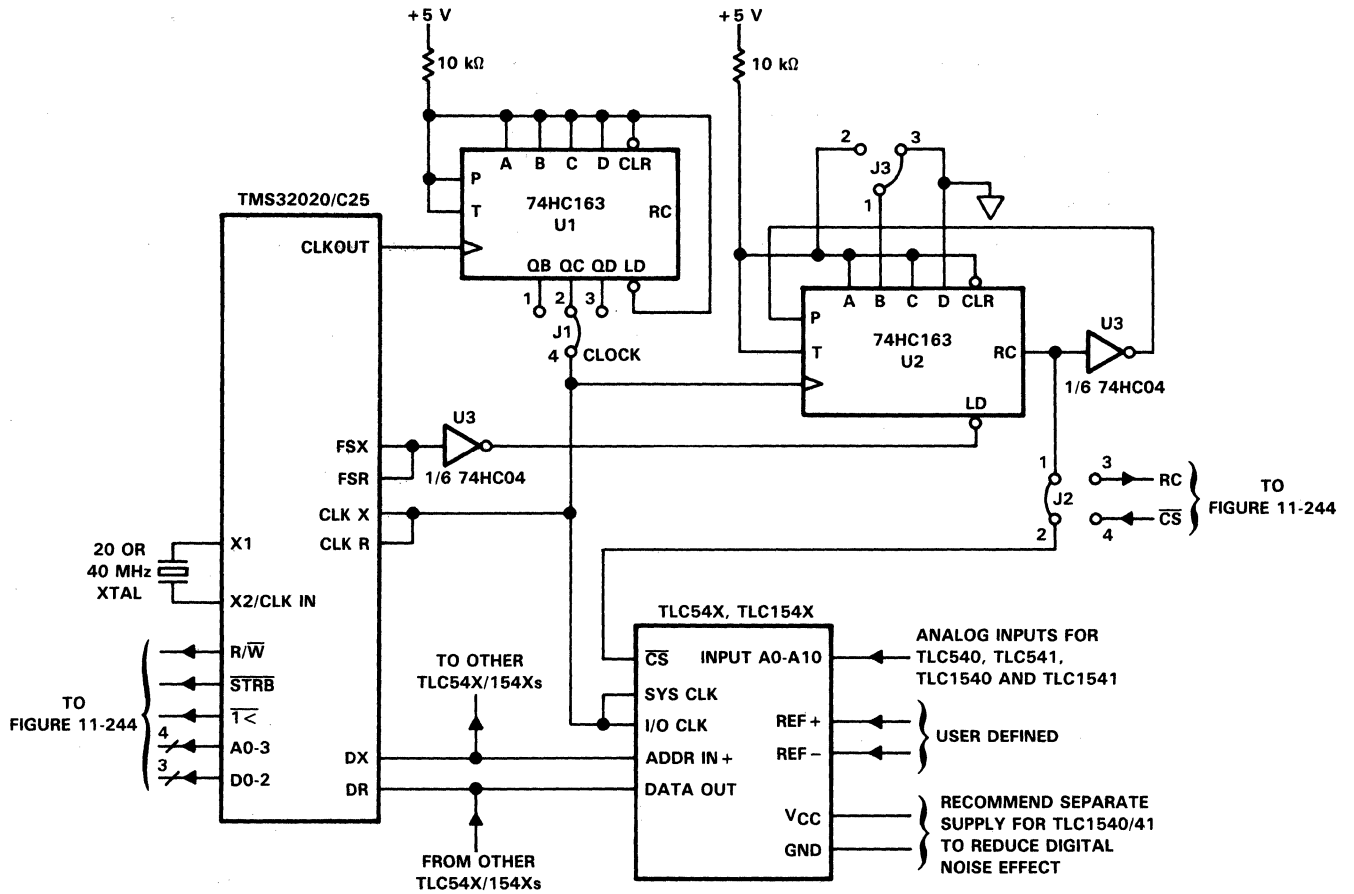 +5 V
+5 V
10 kΩ
10 kΩ
A B C D CLR
P
T
74HC163
U1
RC
QB QC QD LD
1 2 3
J1
4
CLOCK
2
3
J3
1
TMS32020/C25
CLKOUT
A B C D CLR
P
T
74HC163
U2
RC
LD
U3
1/6 74HC04
FSX
FSR
U3
1/6 74HC04
CLK X
CLK R
1
J2
2
3
RC
C̅S̅
4
TO
FIGURE 11-244
20 OR
40 MHz
XTAL
X1
X2/CLK IN
TO
FIGURE 11-244
R/W̅
S̅T̅R̅B̅
1̅<̅
4
A0-3
3
D0-2
DX
DR
TO OTHER
TLC54X/154Xs
FROM OTHER
TLC54X/154Xs
TLC54X, TLC154X
C̅S̅
SYS CLK
I/O CLK
ADDR IN+
DATA OUT
INPUT A0-A10
REF+
REF−
VCC
GND
ANALOG INPUTS FOR
TLC540, TLC541,
TLC1540 AND TLC1541
USER DEFINED
RECOMMEND SEPARATE
SUPPLY FOR TLC1540/41
TO REDUCE DIGITAL
NOISE EFFECT